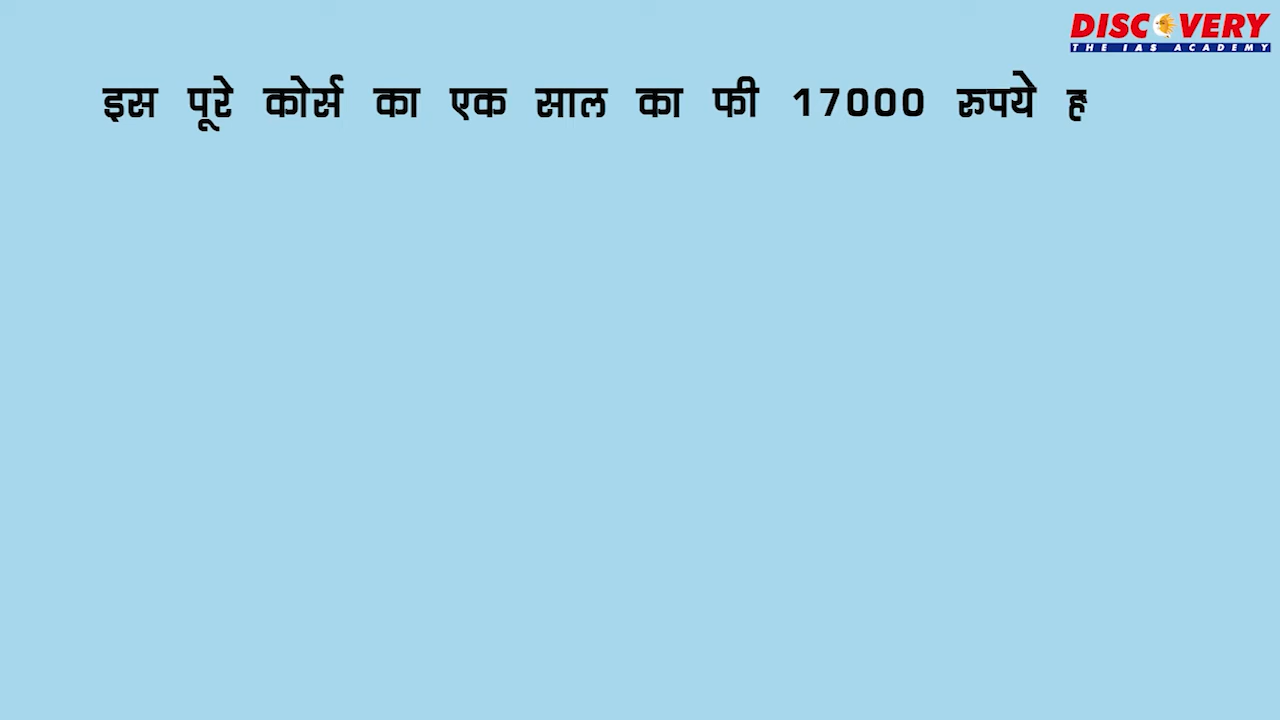 DISCOVERY
THE IAS ACADEMY
इस पूरे कोर्स का एक साल का फी 17000 रुपये ह